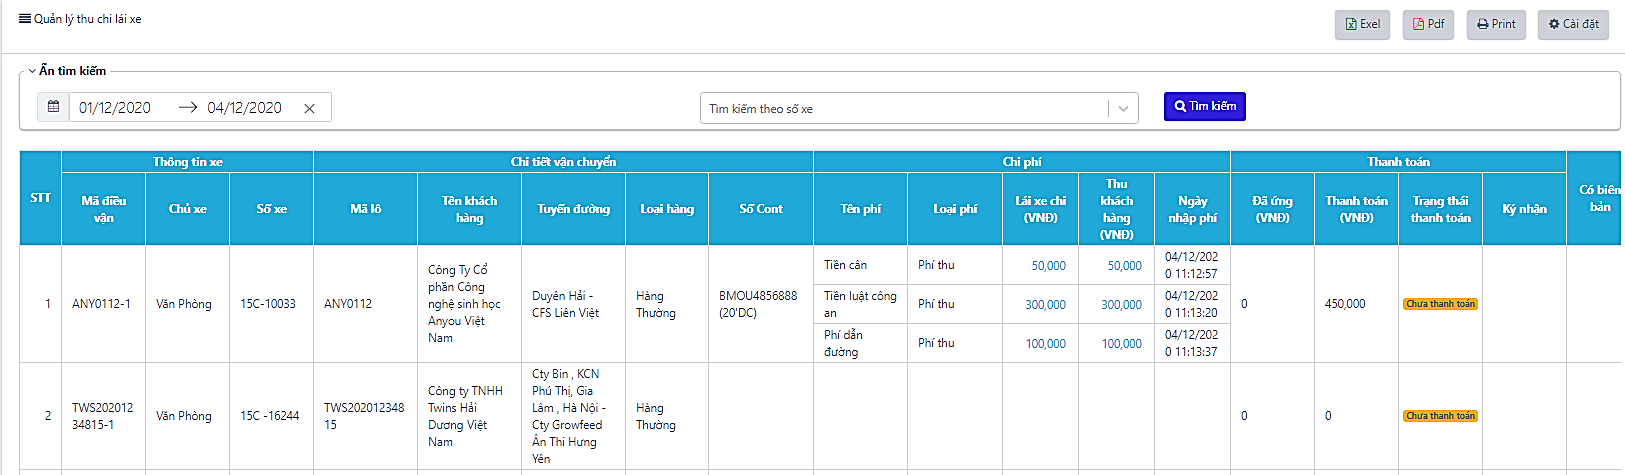 Quản lý thu chi lái xe
Exel
Pdf
Print
Cài đặt
Ẩn tìm kiếm
01/12/2020
04/12/2020
Tìm kiếm theo số xe
Tìm kiếm
STT
Thông tin xe
Chi tiết vận chuyển
Chi phí
Thanh toán
Có biên
bản
Mã điều
vận
Chủ xe
Số xe
Mã lô
Tên khách
hàng
Tuyến đường
Loại hàng
Số Cont
Tên phí
Loại phí
Lái xe chi
(VNĐ)
Thu
khách
hàng
(VNĐ)
Ngày
nhập phí
Đã ứng
(VNĐ)
Thanh toán
(VNĐ)
Trạng thái
thanh toán
Ký nhận
1
ANY0112-1
Văn Phòng
15C-10033
ANY0112
Công Ty Cổ
phần Công
nghệ sinh học
Anyou Việt
Nam
Duyên Hải -
CFS Liên Việt
Hàng
Thường
BMOU4856888
(20'DC)
Tiền cân
Phí thu
50,000
50,000
04/12/202
0 11:12:57
Tiền luật công
an
Phí thu
300,000
300,000
04/12/202
0 11:13:20
Phí dẫn
đường
Phí thu
100,000
100,000
04/12/202
0 11:13:37
0
450,000
Chưa thanh toán
2
TWS202012
34815-1
Văn Phòng
15C -16244
TWS202012348
15
Công ty TNHH
Twins Hải
Dương Việt
Nam
Cty Bin , KCN
Phú Thị, Gia
Lâm , Hà Nội -
Cty Growfeed
Ân Thi Hưng
Yên
Hàng
Thường
0
0
Chưa thanh toán